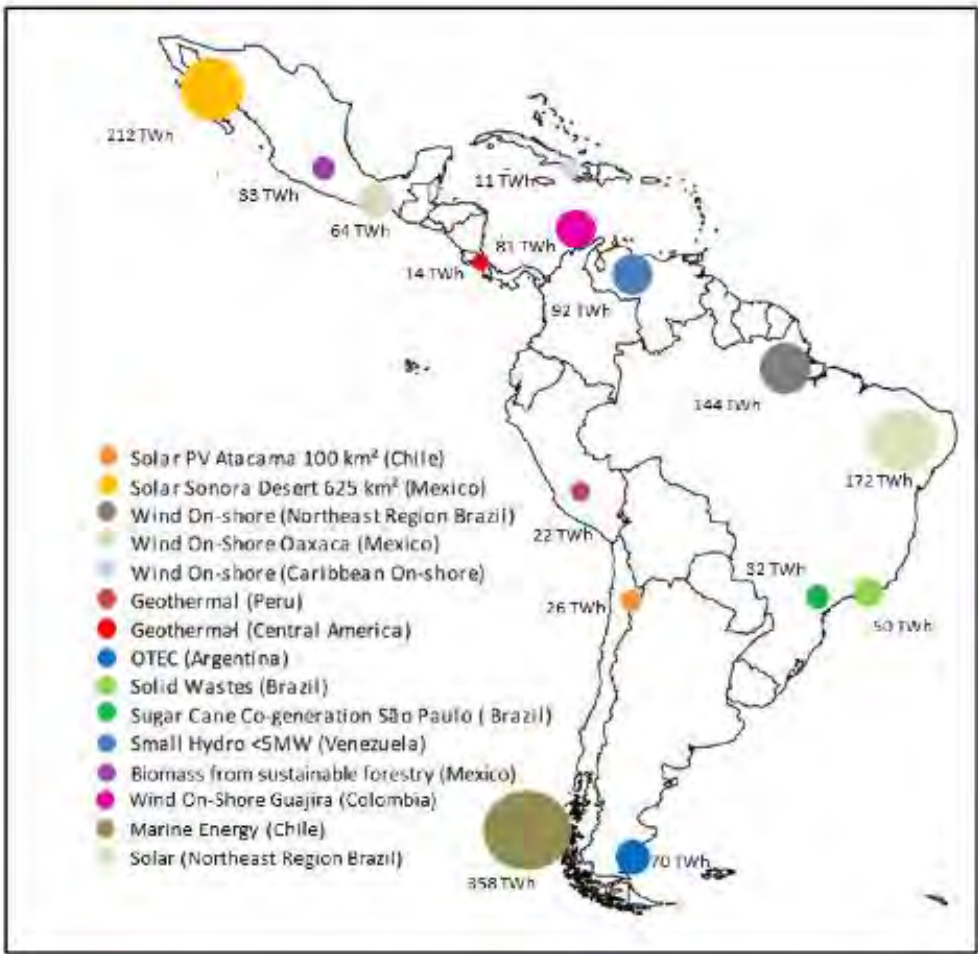 212 TWh
83 TWh
64 TWh
11 TWh
14 TWh
81 TWh
92 TWh
144 TWh
172 TWh
22 TWh
32 TWh
26 TWh
50 TWh
Solar PV Atacama 100 km² (Chile)
Solar Sonora Desert 625 km² (Mexico)
Wind On-shore (Northeast Region Brazil)
Wind On-Shore Oaxaca (Mexico)
Wind On-shore (Caribbean On-shore)
Geothermal (Peru)
Geothermal (Central America)
OTEC (Argentina)
Solid Wastes (Brazil)
Sugar Cane Co-generation São Paulo ( Brazil)
Small Hydro <5MW (Venezuela)
Biomass from sustainable forestry (Mexico)
Wind On-Shore Guajira (Colombia)
Marine Energy (Chile)
Solar (Northeast Region Brazil)
358 TWh
70 TWh